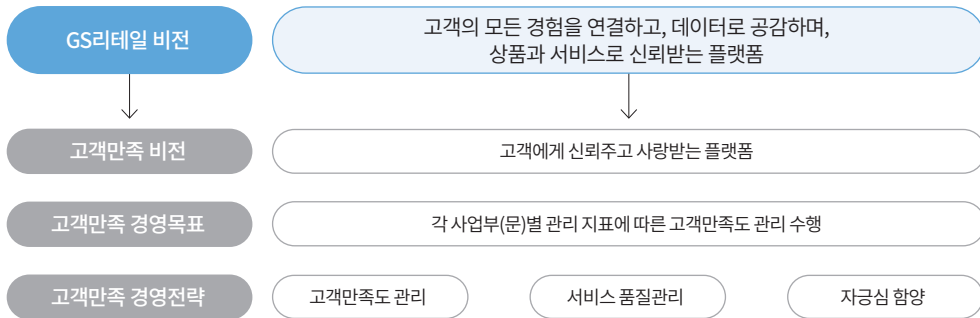 GS리테일 비전
고객의 모든 경험을 연결하고, 데이터로 공감하며,
상품과 서비스로 신뢰받는 플랫폼
고객만족 비전
고객에게 신뢰주고 사랑받는 플랫폼
고객만족 경영목표
각 사업부(문)별 관리 지표에 따른 고객만족도 관리 수행
고객만족 경영전략
고객만족도 관리
서비스 품질관리
자긍심 함양